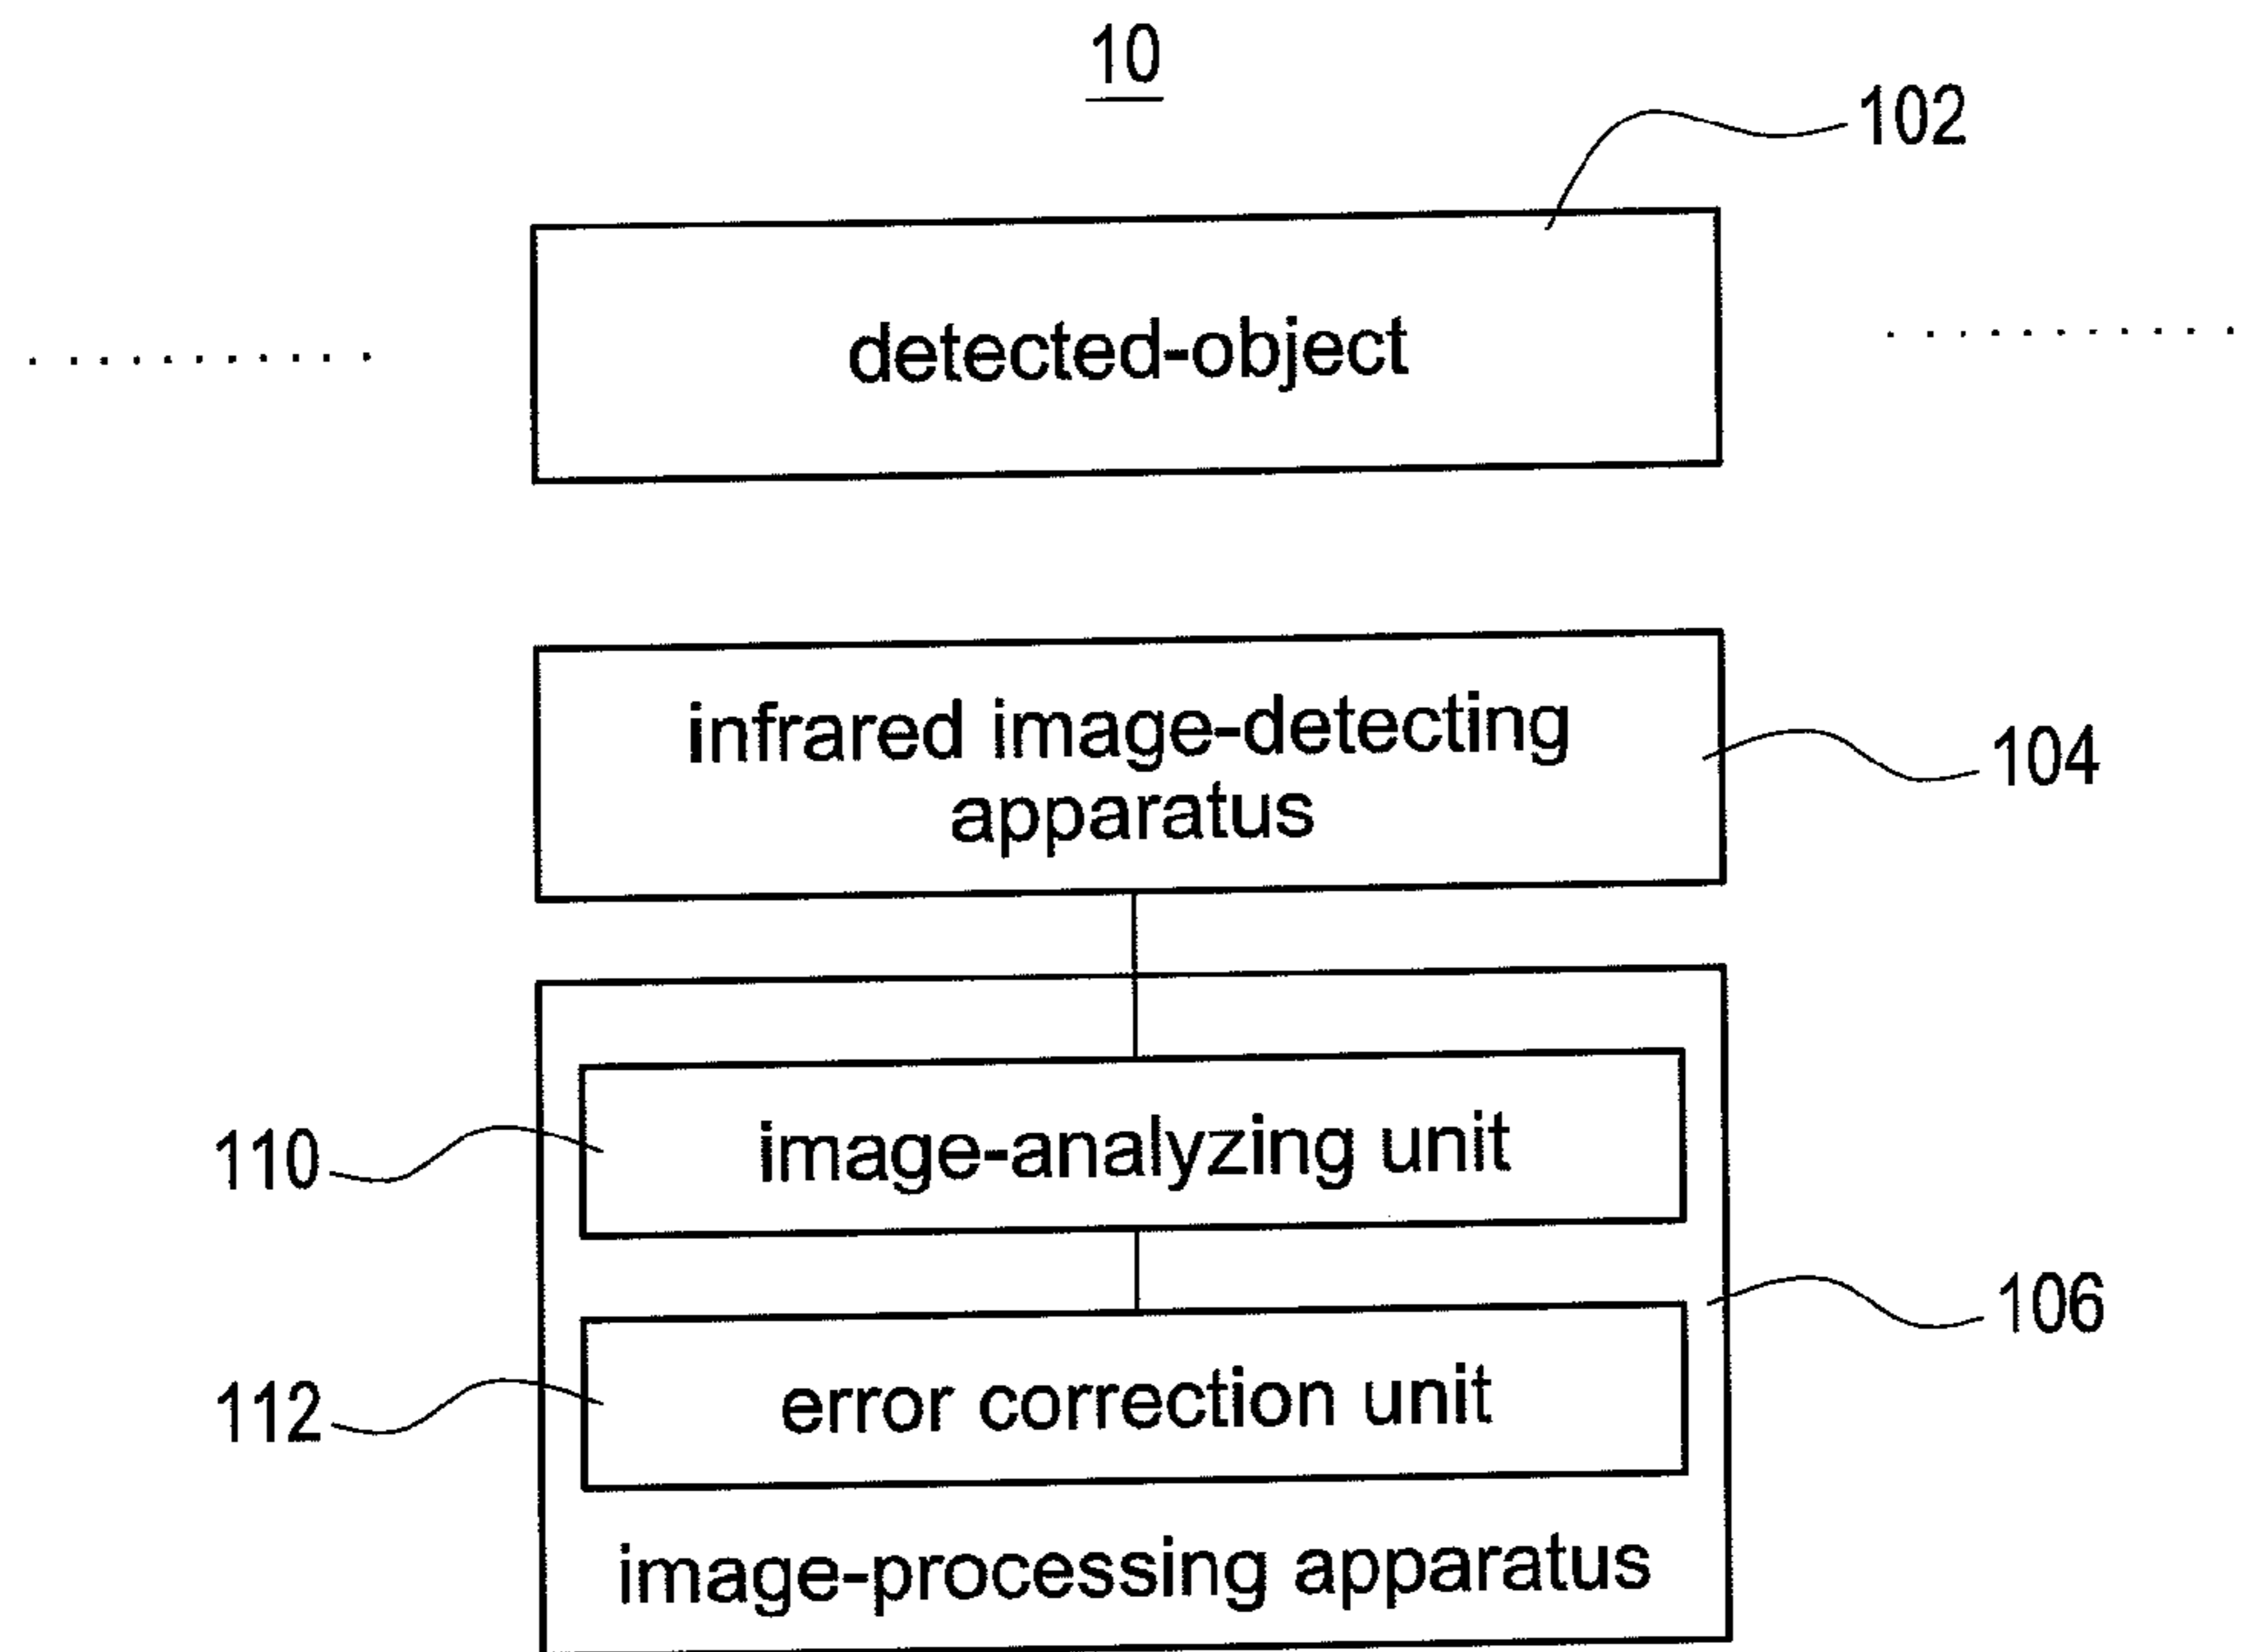 10
102
detected-object
infrared image-detecting
apparatus
104
110
image-analyzing unit
106
112
error correction unit
image-processing apparatus